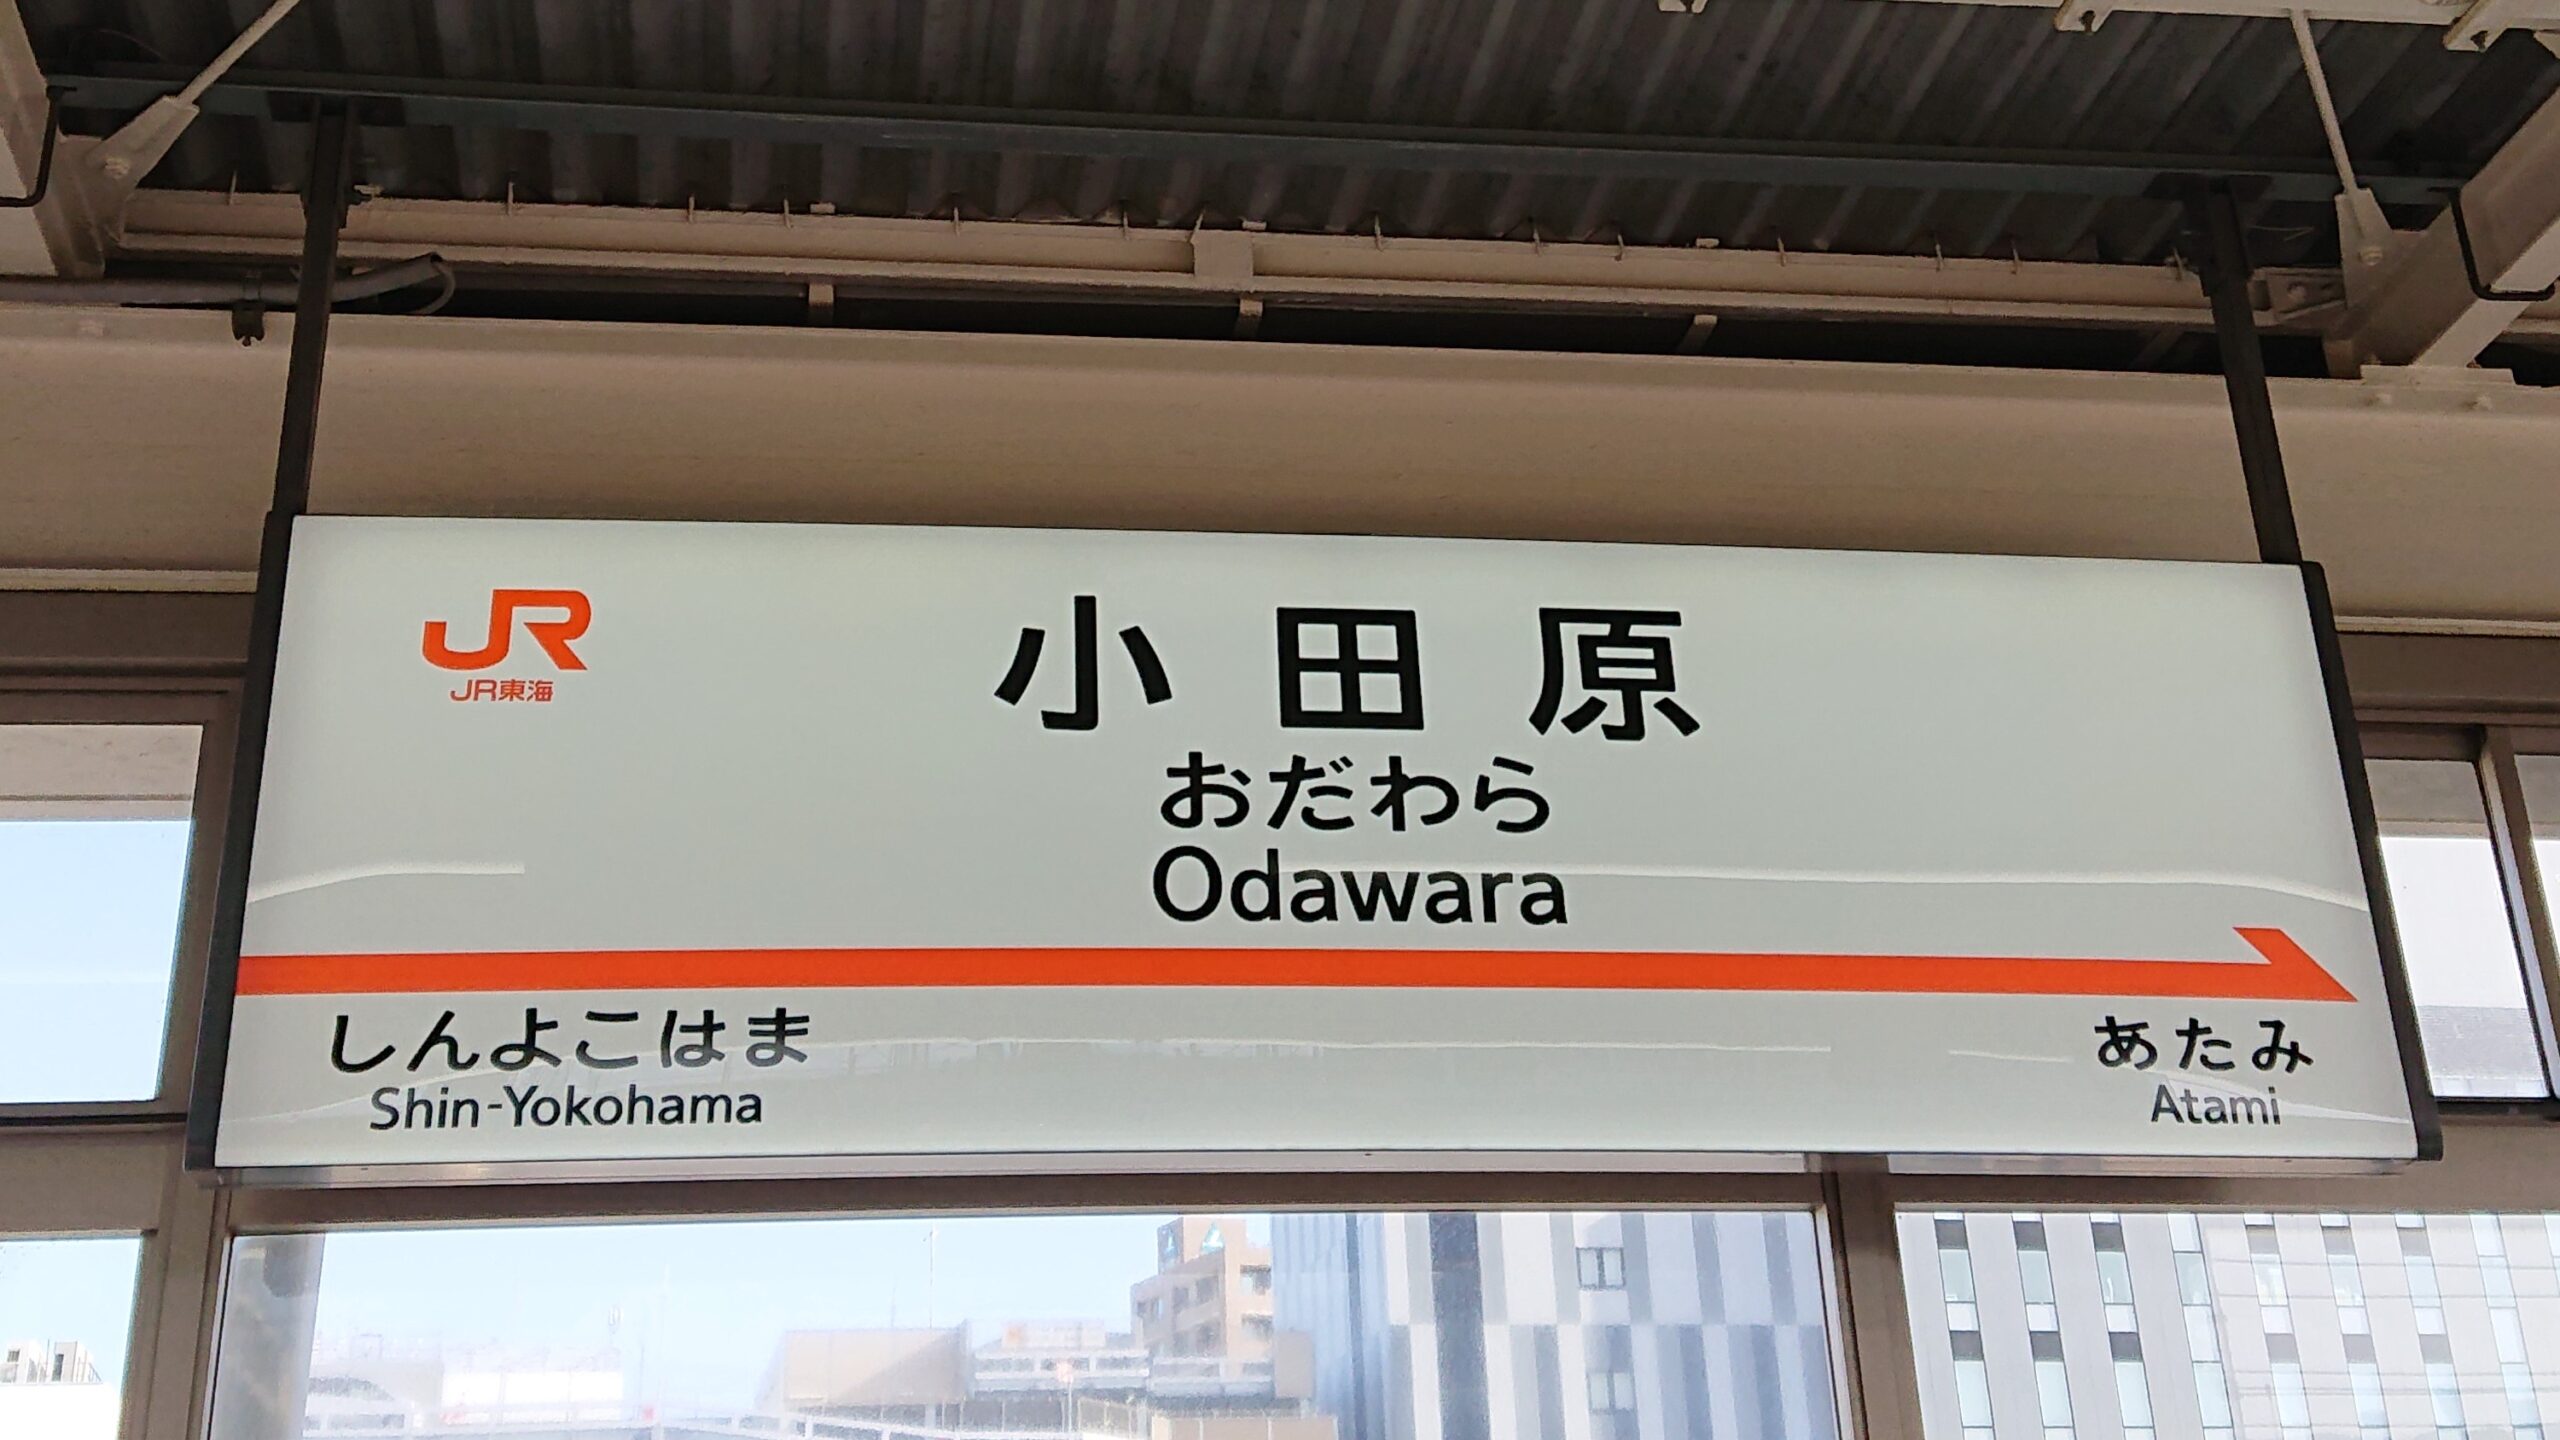 JR
JR東海
小田原
おだわら
Odawara
しんよこはま
Shin-Yokohama
あたみ
Atami